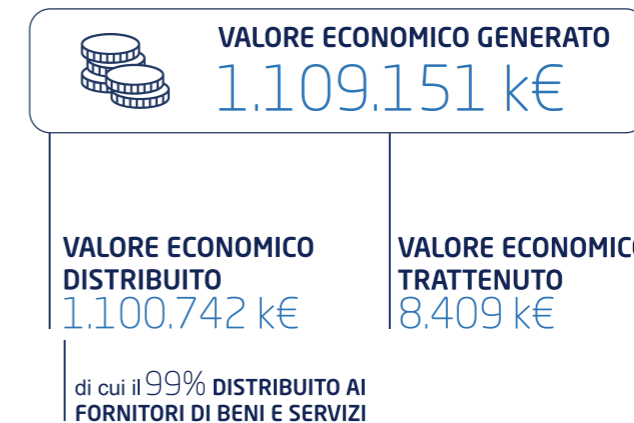 VALORE ECONOMICO GENERATO
1.109.151 k€
VALORE ECONOMICO
DISTRIBUITO
1.100.742 k€
di cui il 99% DISTRIBUITO AI
FORNITORI DI BENI E SERVIZI
VALORE ECONOMICO
TRATTENUTO
8.409 k€